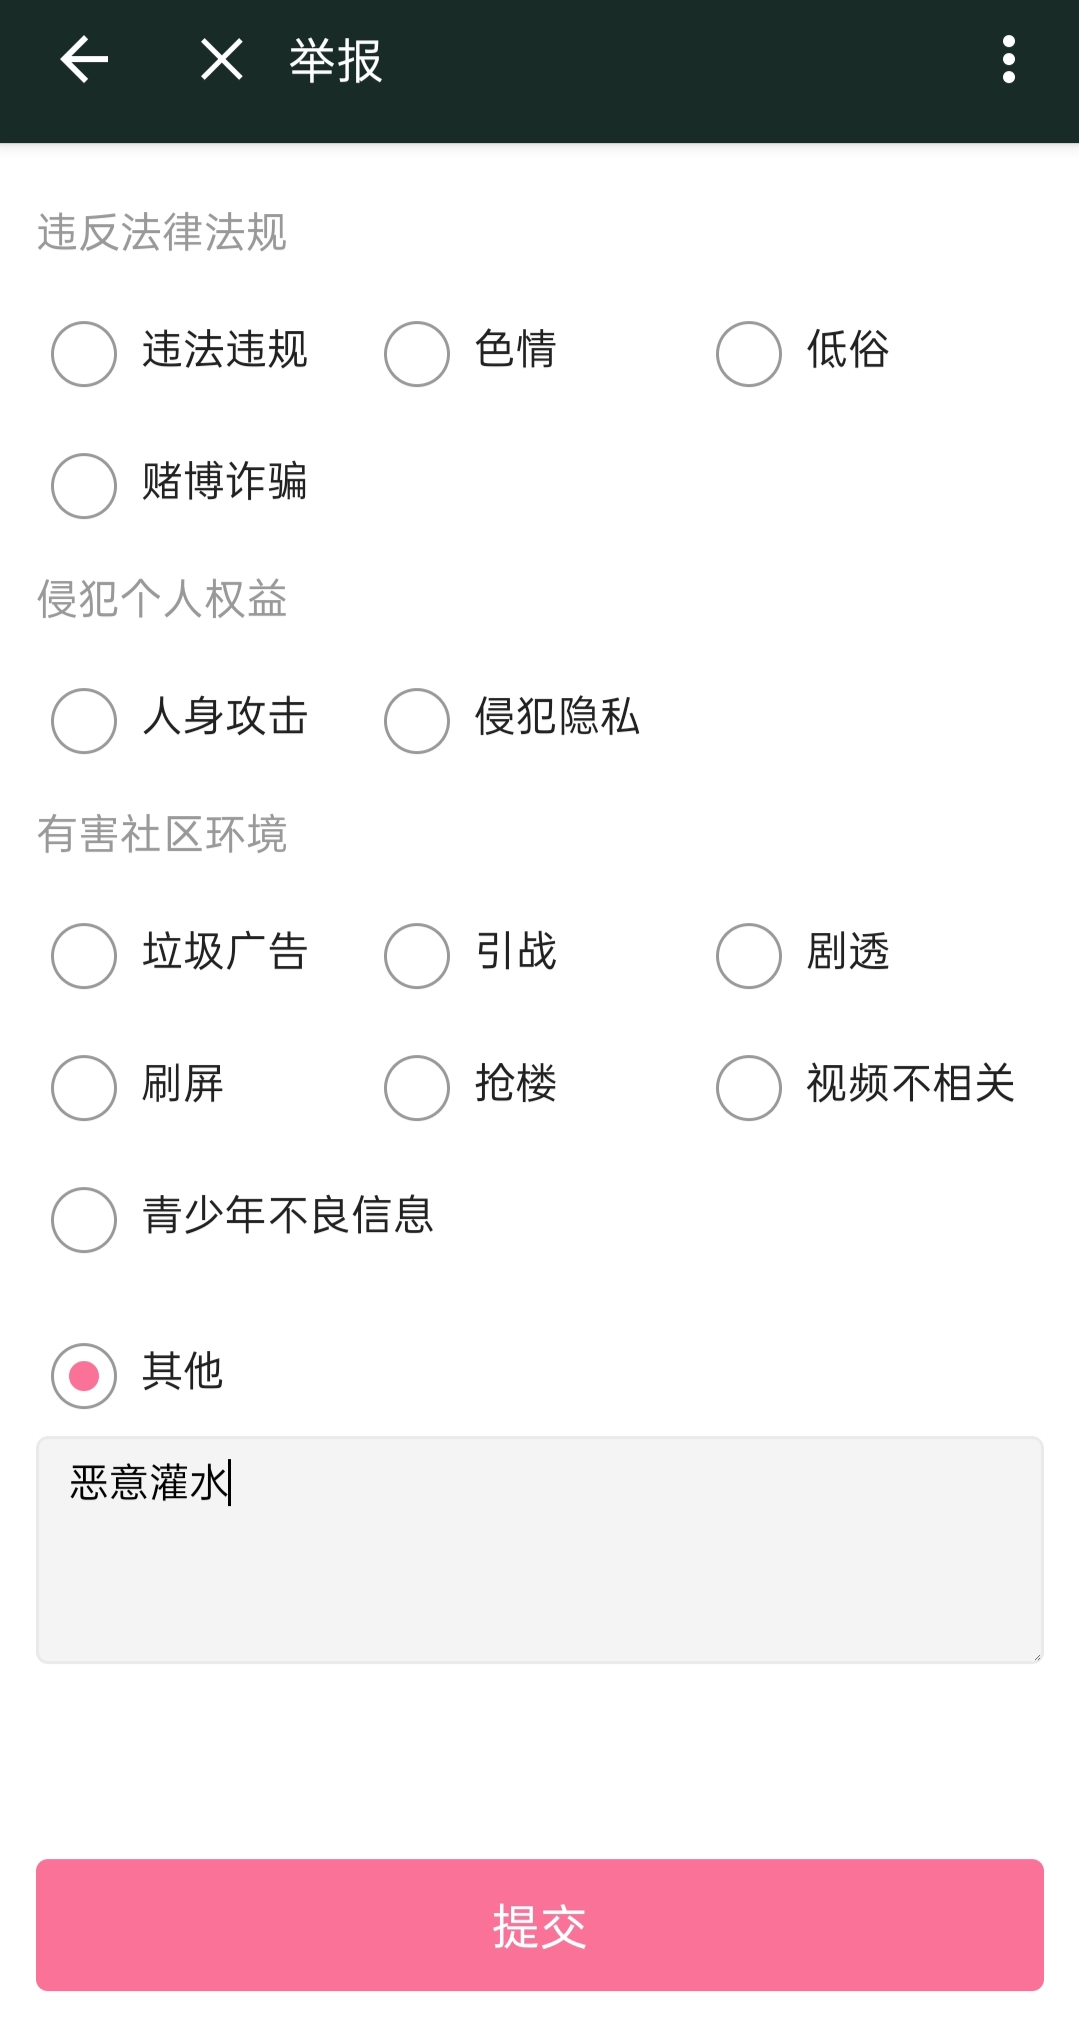 举报
违反法律法规
违法违规 色情 低俗
赌博诈骗
侵犯个人权益
人身攻击 侵犯隐私
有害社区环境
垃圾广告 引战 剧透
刷屏 抢楼 视频不相关
青少年不良信息
其他
恶意灌水
提交